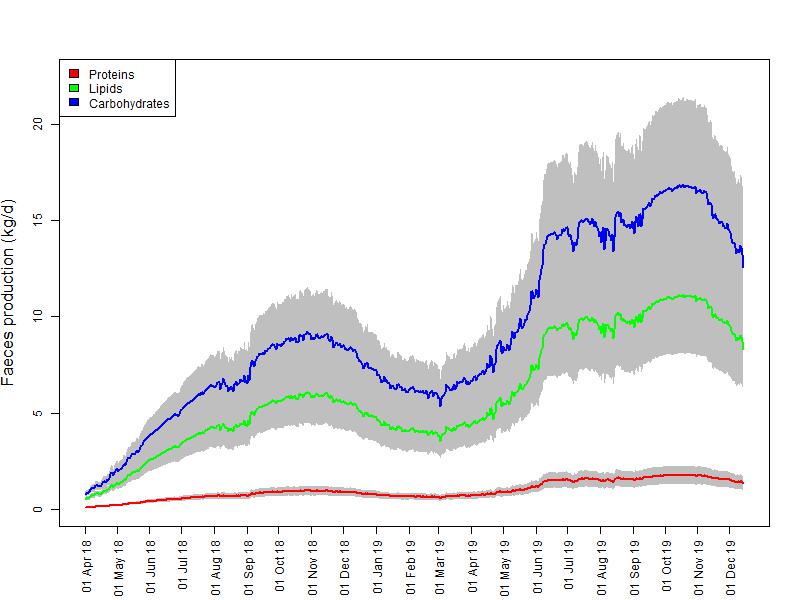 Proteins
Lipids
Carbohydrates
Faeces production (kg/d)
20
15
10
5
0
01 Apr 18
01 May 18
01 Jun 18
01 Jul 18
01 Aug 18
01 Sep 18
01 Oct 18
01 Nov 18
01 Dec 18
01 Jan 19
01 Feb 19
01 Mar 19
01 Apr 19
01 May 19
01 Jun 19
01 Jul 19
01 Aug 19
01 Sep 19
01 Oct 19
01 Nov 19
01 Dec 19